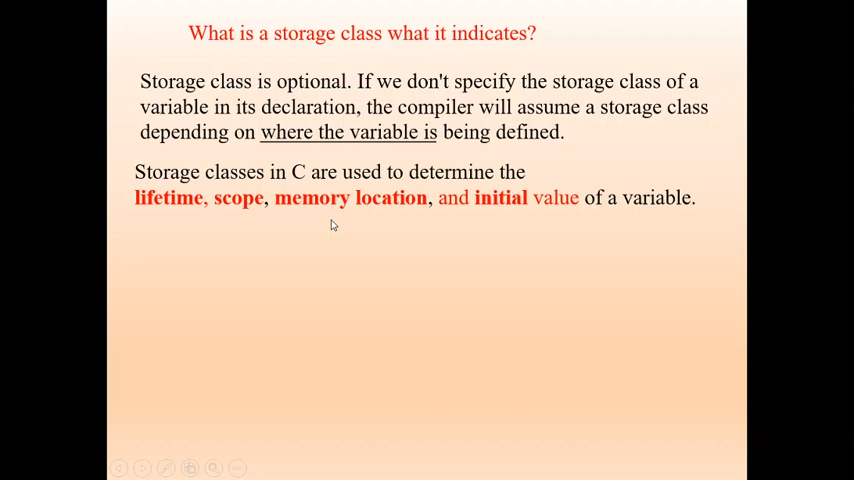 What is a storage class what it indicates?
Storage class is optional. If we don't specify the storage class of a
variable in its declaration, the compiler will assume a storage class
depending on where the variable is being defined.
Storage classes in C are used to determine the
lifetime, scope, memory location, and initial value of a variable.